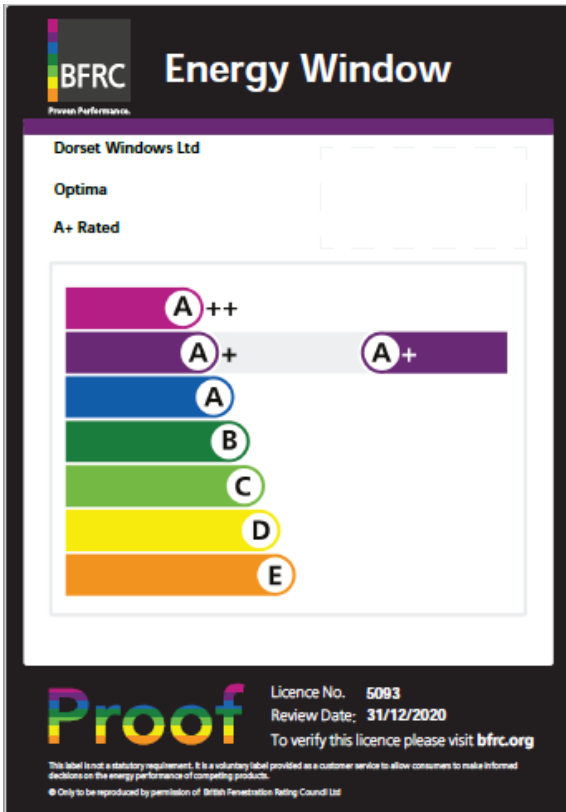 BFRC
Proven Performance.
Energy Window
Dorset Windows Ltd
Optima
A+ Rated
A++
A+ A+
A
B
C
D
E
Proof
Licence No. 5093
Review Date: 31/12/2020
To verify this licence please visit bfrc.org
This label is not a statutory requirement. It is a voluntary label provided as a customer service to allow consumers to make informed
decisions on the energy performance of competing products.
© Only to be reproduced by permission of British Fenestration Rating Council Ltd